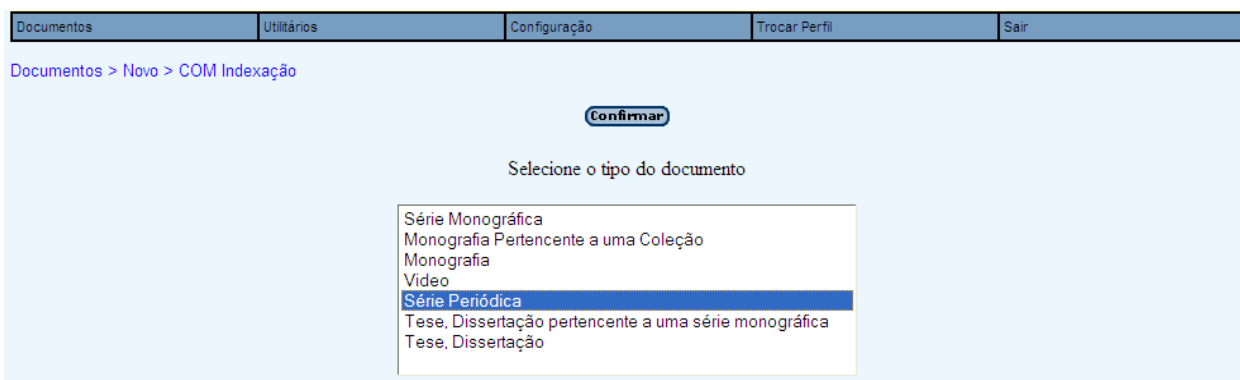 Documentos Utilitários Configuração Trocar Perfil Sair
Documentos > Novo > COM Indexação
Confirmar
Selecione o tipo do documento
Série Monográfica
Monografia Pertencente a uma Coleção
Monografia
Video
Série Periódica
Tese, Dissertação pertencente a uma série monográfica
Tese, Dissertação